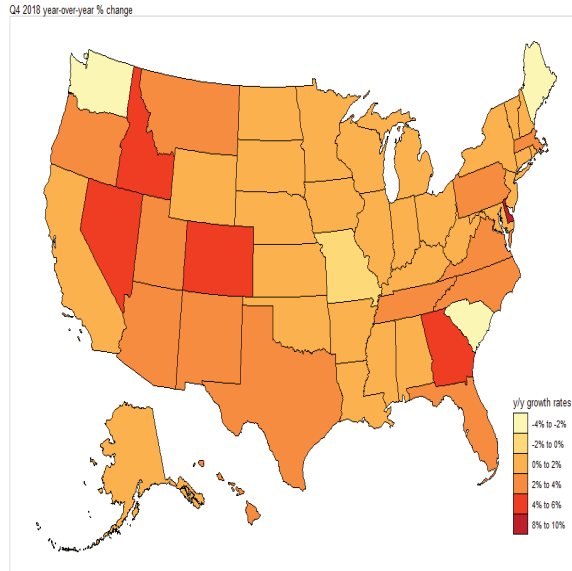 Q4 2018 year-over-year % change
y/y growth rates
-4% to -2%
-2% to 0%
0% to 2%
2% to 4%
4% to 6%
8% to 10%